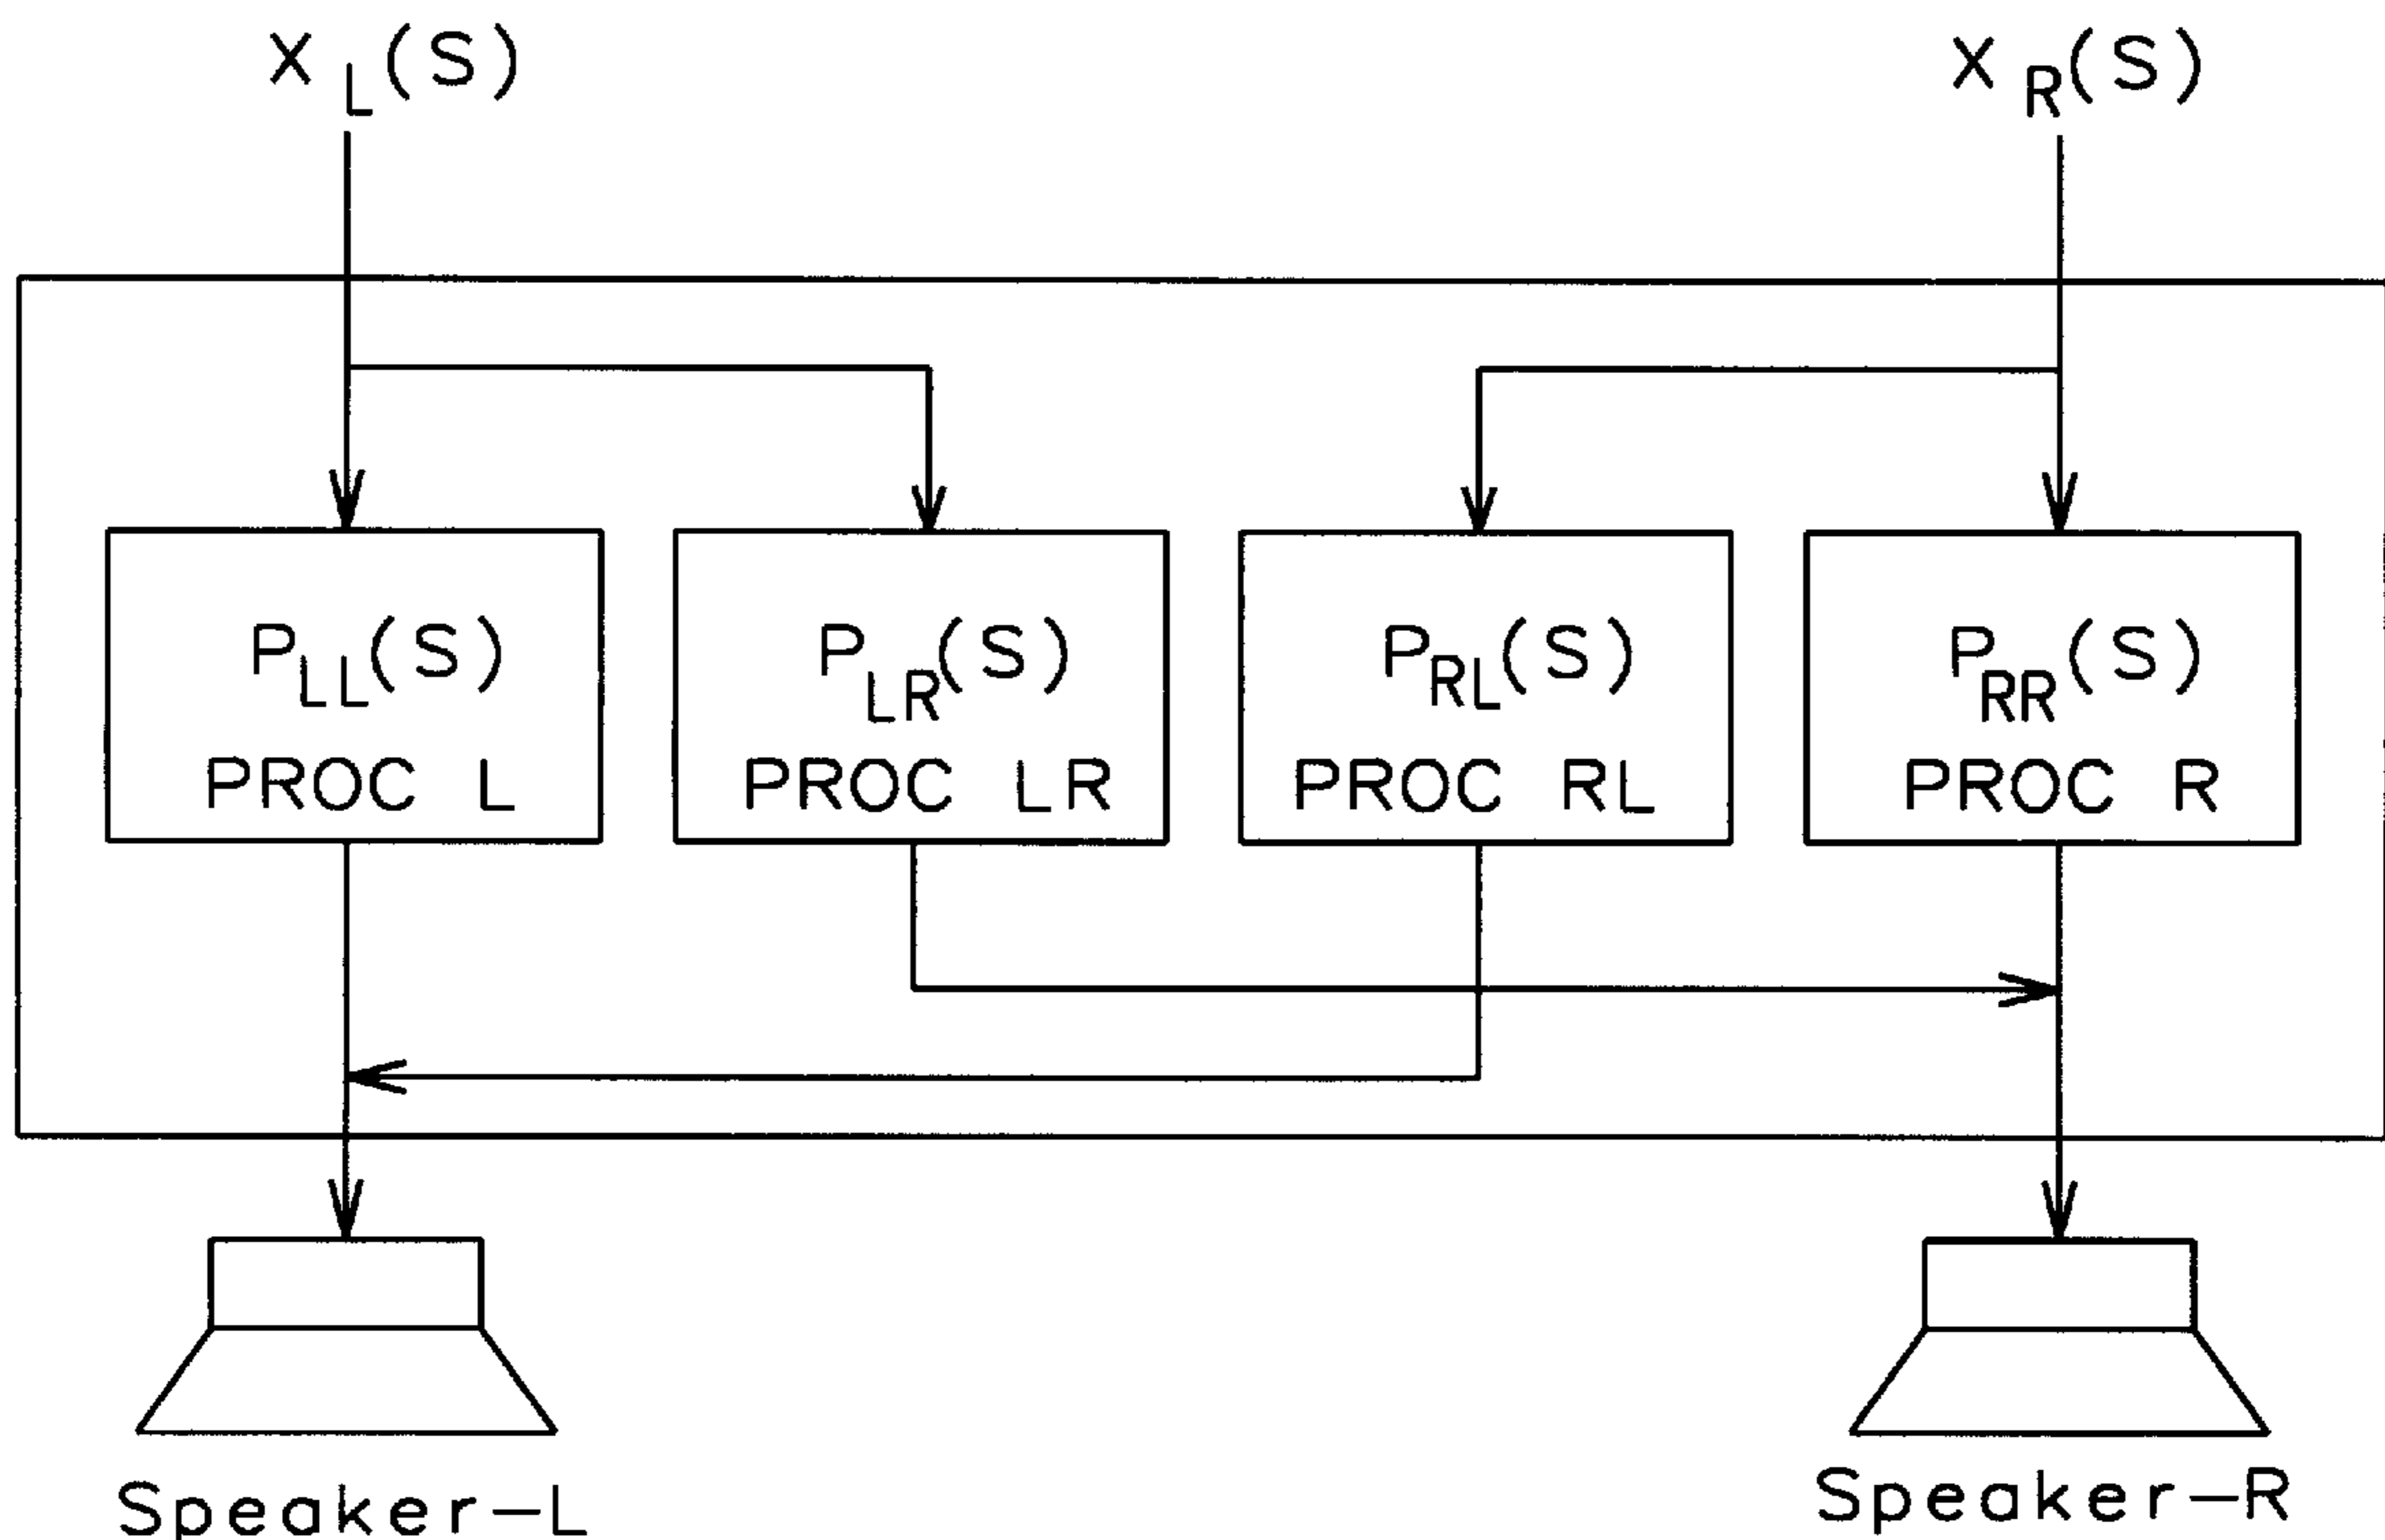 X L(S)
X R(S)
PLL(S)
PROC L
PLR(S)
PROC LR
PRL(S)
PROC RL
PRR(S)
PROC R
Speaker-L
Speaker-R